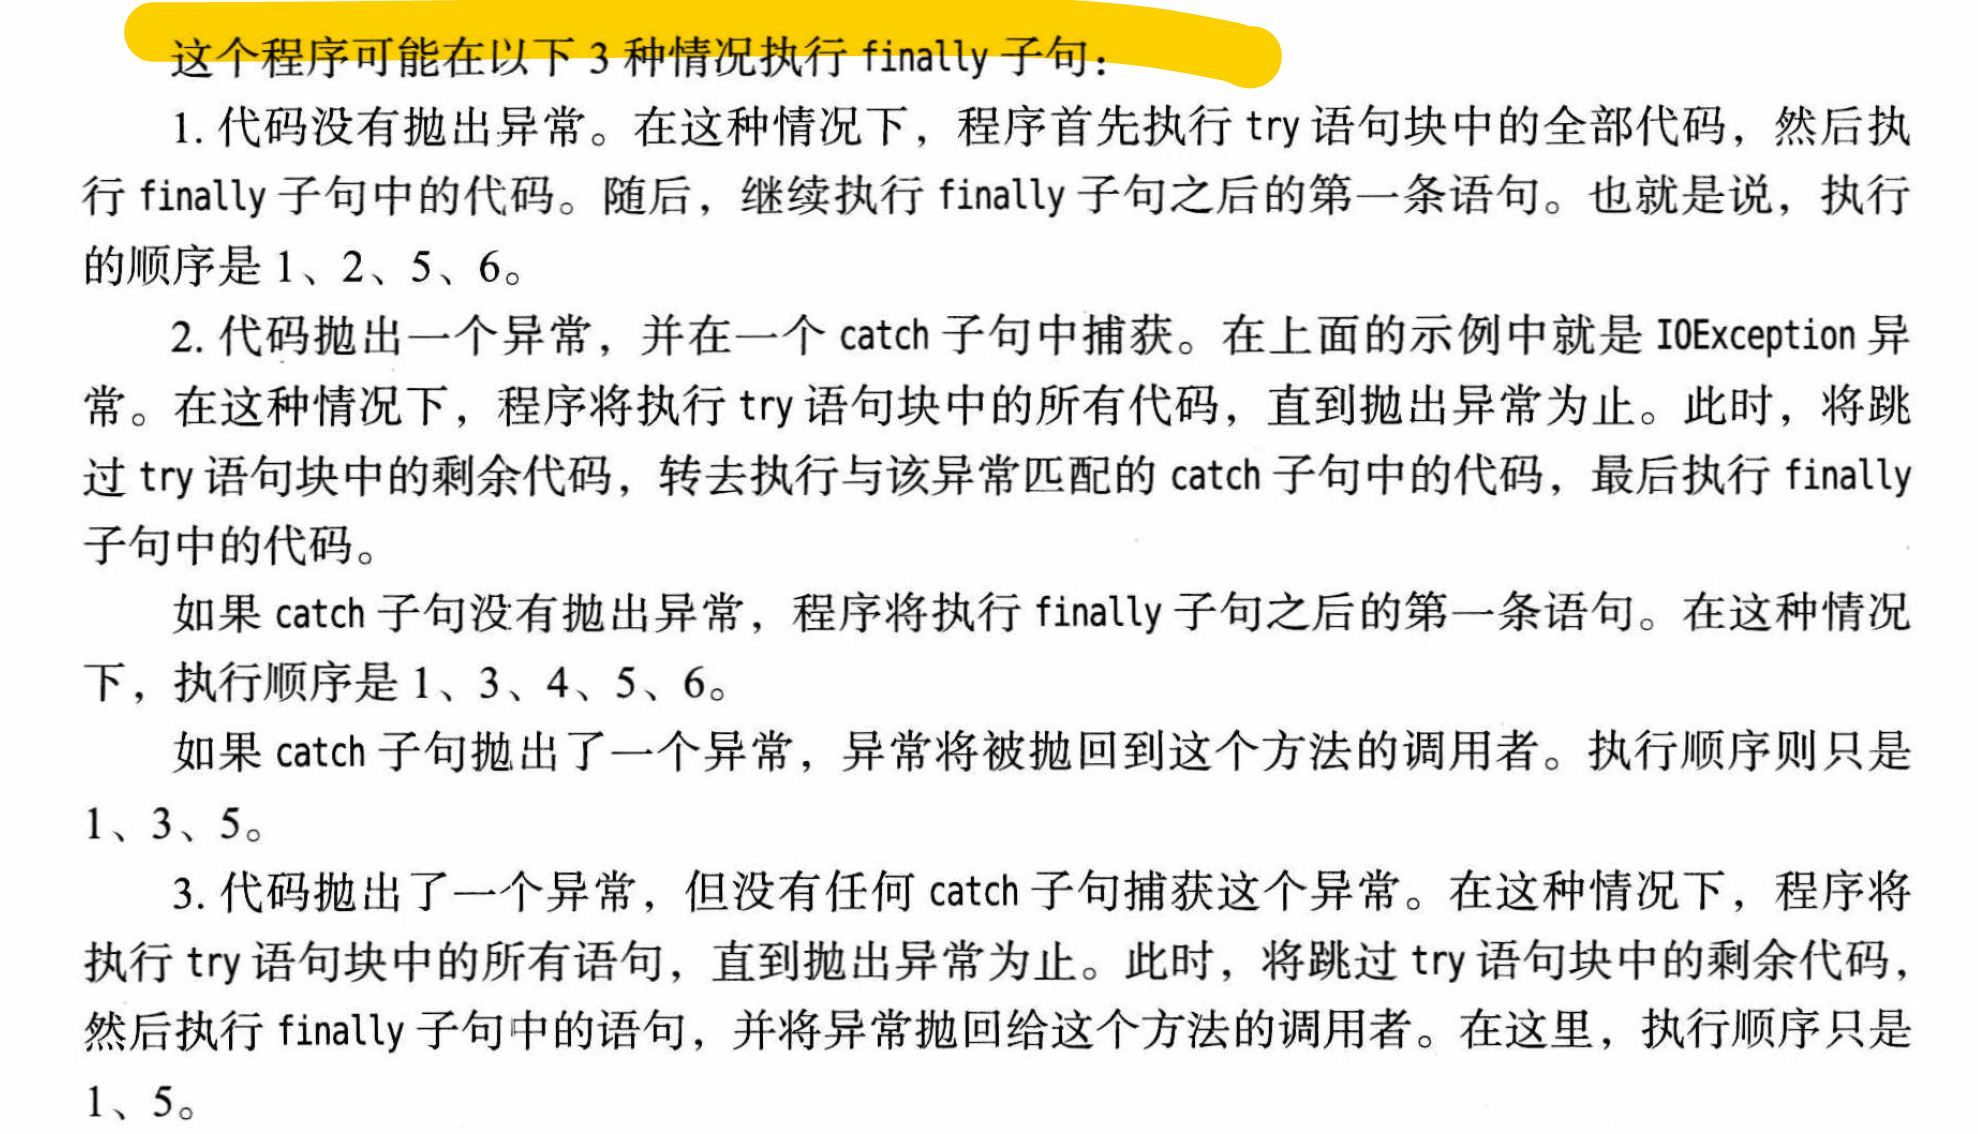 这个程序可能在以下 3 种情况执行 finally 子句：
1. 代码没有抛出异常。在这种情况下，程序首先执行 try 语句块中的全部代码，然后执
行 finally 子句中的代码。随后，继续执行 finally 子句之后的第一条语句。也就是说，执行
的顺序是 1、2、5、6。
2. 代码抛出一个异常，并在一个 catch 子句中捕获。在上面的示例中就是 IOException 异
常。在这种情况下，程序将执行 try 语句块中的所有代码，直到抛出异常为止。此时，将跳
过 try 语句块中的剩余代码，转去执行与该异常匹配的 catch 子句中的代码，最后执行 finally
子句中的代码。
如果 catch 子句没有抛出异常，程序将执行 finally 子句之后的第一条语句。在这种情况
下，执行顺序是 1、3、4、5、6。
如果 catch 子句抛出了一个异常，异常将被抛回到这个方法的调用者。执行顺序则只是
1、3、5。
3. 代码抛出了一个异常，但没有任何 catch 子句捕获这个异常。在这种情况下，程序将
执行 try 语句块中的所有语句，直到抛出异常为止。此时，将跳过 try 语句块中的剩余代码，
然后执行 finally 子句中的语句，并将异常抛回给这个方法的调用者。在这里，执行顺序只是
1、5。